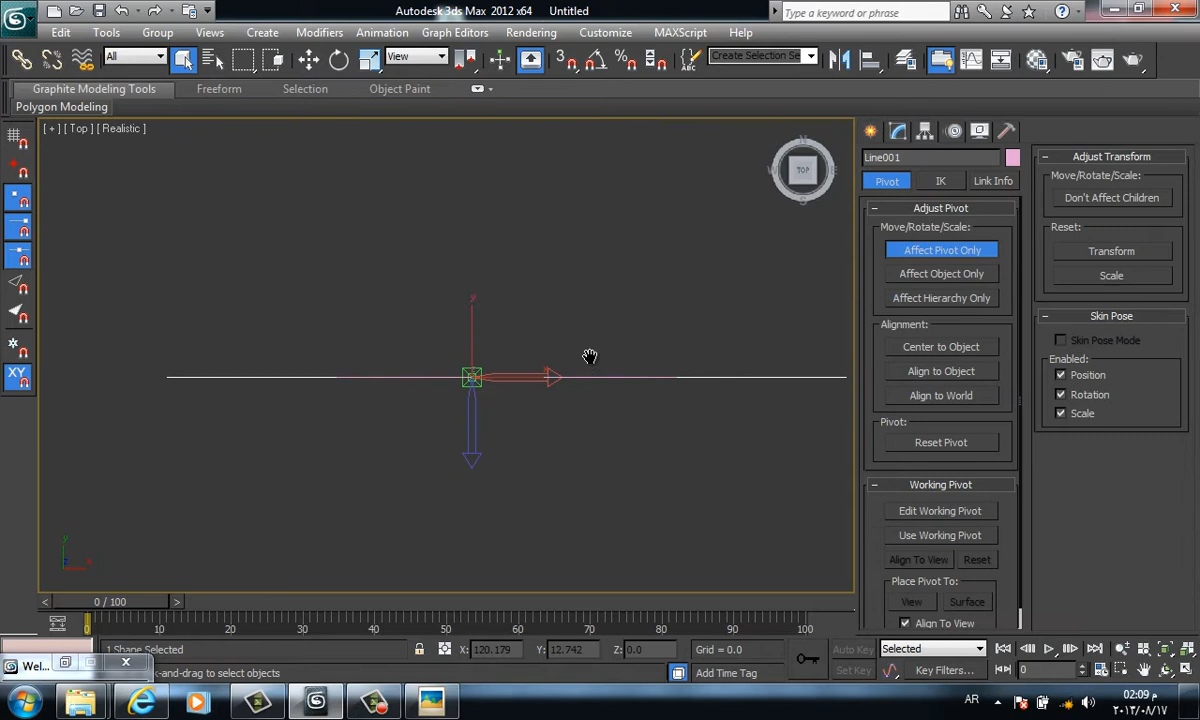 Autodesk 3ds Max 2012 x64    Untitled
Type a keyword or phrase
Edit Tools Group Views Create Modifiers Animation Graph Editors Rendering Customize MAXScript Help
All
View
3
Create Selection Se
Graphite Modeling Tools Freeform Selection Object Paint
Polygon Modeling
[ + ] [ Top ] [ Realistic ]
N
TOP
S
y
x
y
x
XY
Line001
Pivot IK Link Info
Adjust Pivot
Move/Rotate/Scale:
Affect Pivot Only
Affect Object Only
Affect Hierarchy Only
Alignment:
Center to Object
Align to Object
Align to World
Pivot:
Reset Pivot
Working Pivot
Edit Working Pivot
Use Working Pivot
Align To View Reset
Place Pivot To:
View Surface
Align To View
Adjust Transform
Move/Rotate/Scale:
Don't Affect Children
Reset:
Transform
Scale
Skin Pose
Skin Pose Mode
Enabled:
Position
Rotation
Scale
< 0 / 100 >
0 10 20 30 40 50 60 70 80 90 100
1 Shape Selected X: 120.179 Y: 12.742 Z: 0.0 Grid = 0.0 Auto Key Selected
Wel...
-and-drag to select objects Add Time Tag Set Key Key Filters... 0
AR
02:09 م
٢٠١٣/٠٨/١٧